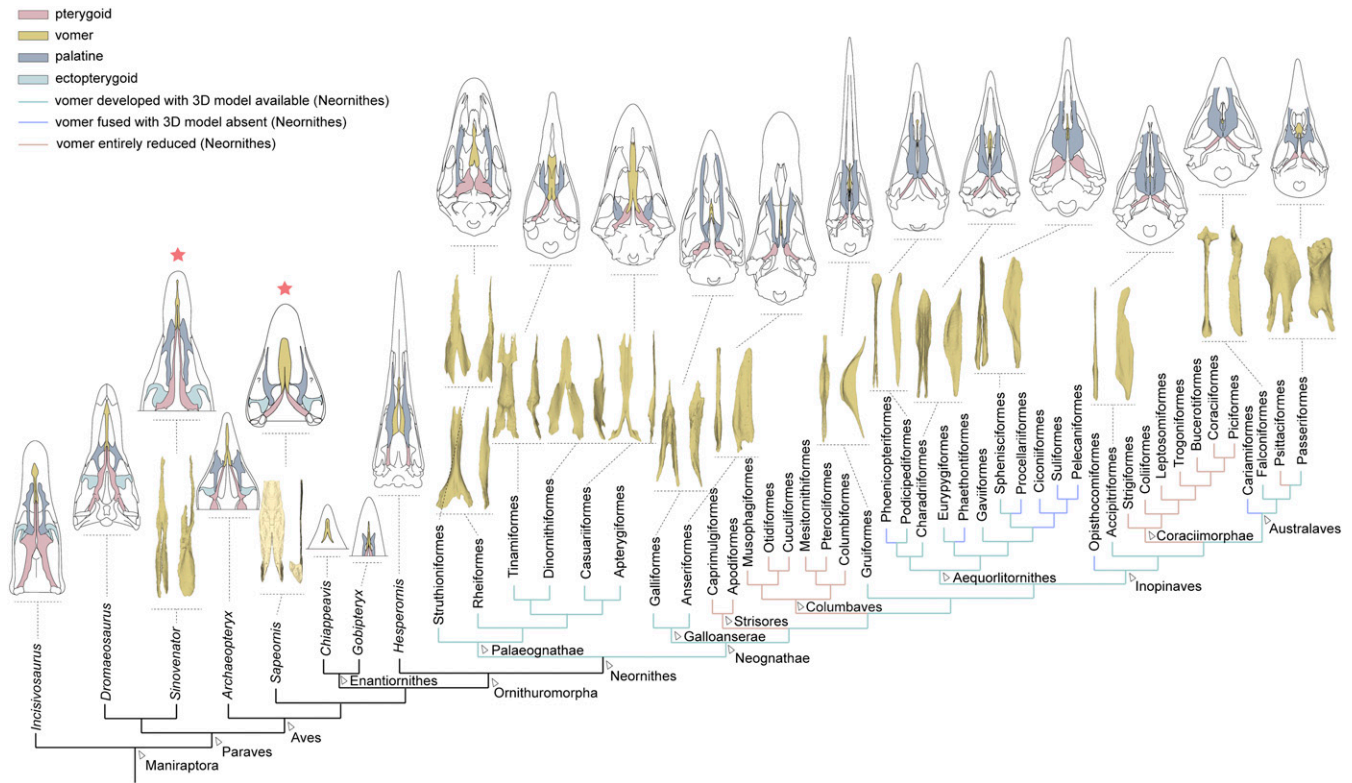 pterygoid
vomer
palatine
ectopterygoid
vomer developed with 3D model available (Neornithes)
vomer fused with 3D model absent (Neornithes)
vomer entirely reduced (Neornithes)
?
?
Incisivosaurus
Dromaeosaurus
Sinovenator
Archaeopteryx
Sapeornis
Chiappeavis
Gobipteryx
Hesperornis
Struthioniformes
Rheiformes
Tinamiformes
Dinornithiformes
Casuariiformes
Apterygiformes
Galliformes
Anseriformes
Caprimulgiformes
Apodiformes
Musophagiformes
Otidiformes
Cuculiformes
Mesitornithiformes
Pterocliformes
Columbiformes
Gruiformes
Phoenicopteriformes
Podicipediformes
Charadriiformes
Eurypygiformes
Phaethontiformes
Gaviiformes
Sphenisciformes
Procellariiformes
Ciconiiformes
Suliformes
Pelecaniformes
Opisthocomiformes
Accipitriformes
Strigiformes
Coliiformes
Leptosomiformes
Trogoniformes
Bucerotiformes
Coraciiformes
Piciformes
Cariamiformes
Falconiformes
Psittaciformes
Passeriformes
Australaves
Coraciimorphae
Aequorlitornithes
Inopinaves
Columbaves
Strisores
Galloanserae
Palaeognathae
Neognathae
Neornithes
Enantiornithes
Ornithuromorpha
Aves
Paraves
Maniraptora